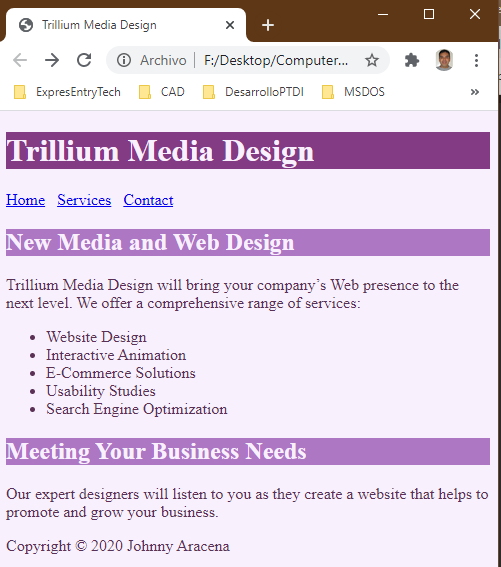 Trillium Media Design
Archivo | F:/Desktop/Computer...
ExpresEntryTech CAD DesarrolloPTDI MSDOS »
Trillium Media Design
Home Services Contact
New Media and Web Design
Trillium Media Design will bring your company’s Web presence to the
next level. We offer a comprehensive range of services:
• Website Design
• Interactive Animation
• E-Commerce Solutions
• Usability Studies
• Search Engine Optimization
Meeting Your Business Needs
Our expert designers will listen to you as they create a website that helps to
promote and grow your business.
Copyright © 2020 Johnny Aracena